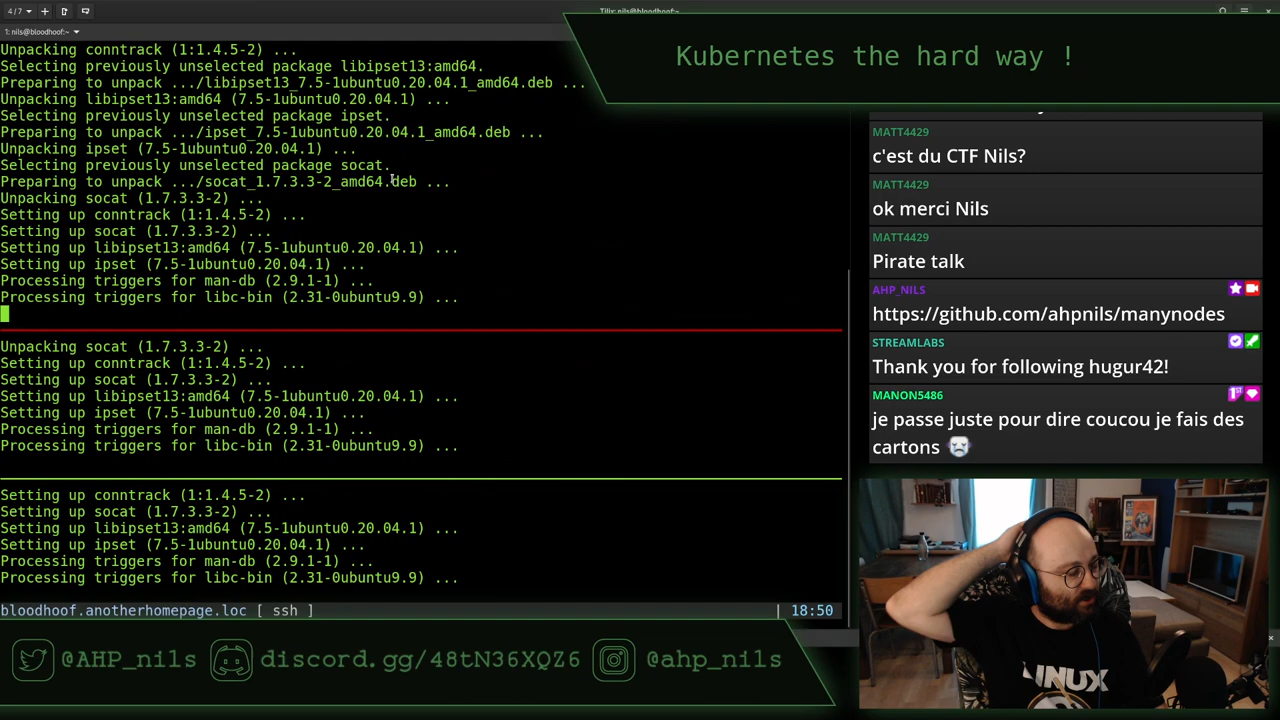 4/7
Tilix: nils@bloodhoof:~
1: nils@bloodhoof:~
Unpacking conntrack (1:1.4.5-2) ...
Selecting previously unselected package libipset13:amd64.
Preparing to unpack .../libipset13_7.5-1ubuntu0.20.04.1_amd64.deb ...
Unpacking libipset13:amd64 (7.5-1ubuntu0.20.04.1) ...
Selecting previously unselected package ipset.
Preparing to unpack .../ipset_7.5-1ubuntu0.20.04.1_amd64.deb ...
Unpacking ipset (7.5-1ubuntu0.20.04.1) ...
Selecting previously unselected package socat.
Preparing to unpack .../socat_1.7.3.3-2_amd64.deb ...
Unpacking socat (1.7.3.3-2) ...
Setting up conntrack (1:1.4.5-2) ...
Setting up socat (1.7.3.3-2) ...
Setting up libipset13:amd64 (7.5-1ubuntu0.20.04.1) ...
Setting up ipset (7.5-1ubuntu0.20.04.1) ...
Processing triggers for man-db (2.9.1-1) ...
Processing triggers for libc-bin (2.31-0ubuntu9.9) ...
Unpacking socat (1.7.3.3-2) ...
Setting up conntrack (1:1.4.5-2) ...
Setting up socat (1.7.3.3-2) ...
Setting up libipset13:amd64 (7.5-1ubuntu0.20.04.1) ...
Setting up ipset (7.5-1ubuntu0.20.04.1) ...
Processing triggers for man-db (2.9.1-1) ...
Processing triggers for libc-bin (2.31-0ubuntu9.9) ...
Setting up conntrack (1:1.4.5-2) ...
Setting up socat (1.7.3.3-2) ...
Setting up libipset13:amd64 (7.5-1ubuntu0.20.04.1) ...
Setting up ipset (7.5-1ubuntu0.20.04.1) ...
Processing triggers for man-db (2.9.1-1) ...
Processing triggers for libc-bin (2.31-0ubuntu9.9) ...
bloodhoof.anotherhomepage.loc [ ssh ] | 18:50
Kubernetes the hard way !
MATT4429
c'est du CTF Nils?
MATT4429
ok merci Nils
MATT4429
Pirate talk
AHP_NILS
https://github.com/ahpnils/manynodes
STREAMLABS
Thank you for following hugur42!
MANON5486
je passe juste pour dire coucou je fais des
cartons
LINUX
@AHP_nils discord.gg/48tN36XQZ6 @ahp_nils